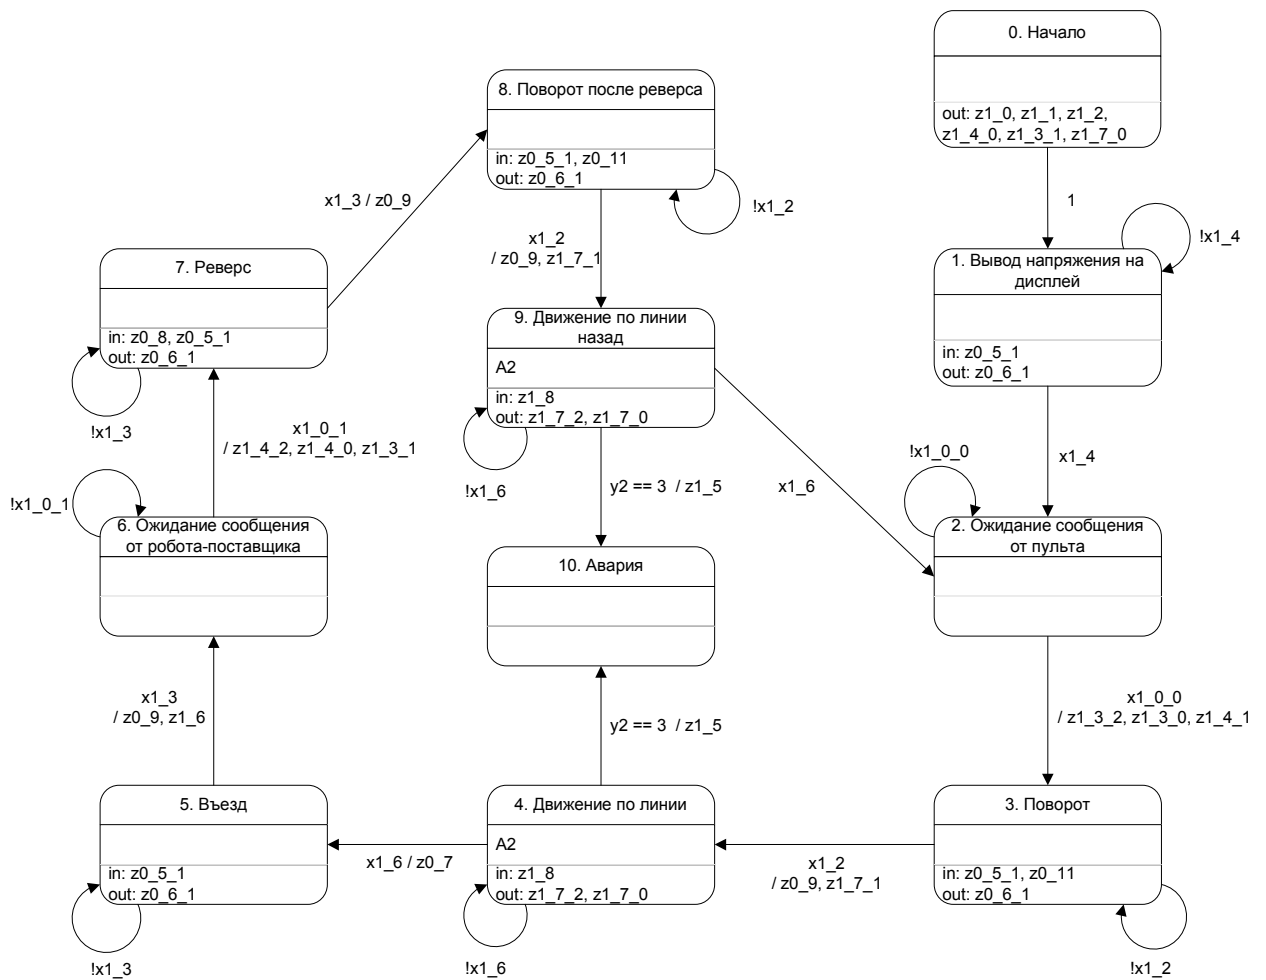 0. Начало
out: z1_0, z1_1, z1_2,
z1_4_0, z1_3_1, z1_7_0
8. Поворот после реверса
in: z0_5_1, z0_11
out: z0_6_1
!x1_2
x1_3 / z0_9
1
!x1_4
x1_2
/ z0_9, z1_7_1
7. Реверс
in: z0_8, z0_5_1
out: z0_6_1
!x1_3
1. Вывод напряжения на
дисплей
in: z0_5_1
out: z0_6_1
9. Движение по линии
назад
A2
in: z1_8
out: z1_7_2, z1_7_0
!x1_6
x1_0_1
/ z1_4_2, z1_4_0, z1_3_1
y2 == 3 / z1_5
x1_6
!x1_0_0
x1_4
!x1_0_1
6. Ожидание сообщения
от робота-поставщика
2. Ожидание сообщения
от пульта
10. Авария
x1_3
/ z0_9, z1_6
y2 == 3 / z1_5
x1_0_0
/ z1_3_2, z1_3_0, z1_4_1
5. Въезд
in: z0_5_1
out: z0_6_1
!x1_3
x1_6 / z0_7
4. Движение по линии
A2
in: z1_8
out: z1_7_2, z1_7_0
!x1_6
x1_2
/ z0_9, z1_7_1
3. Поворот
in: z0_5_1, z0_11
out: z0_6_1
!x1_2